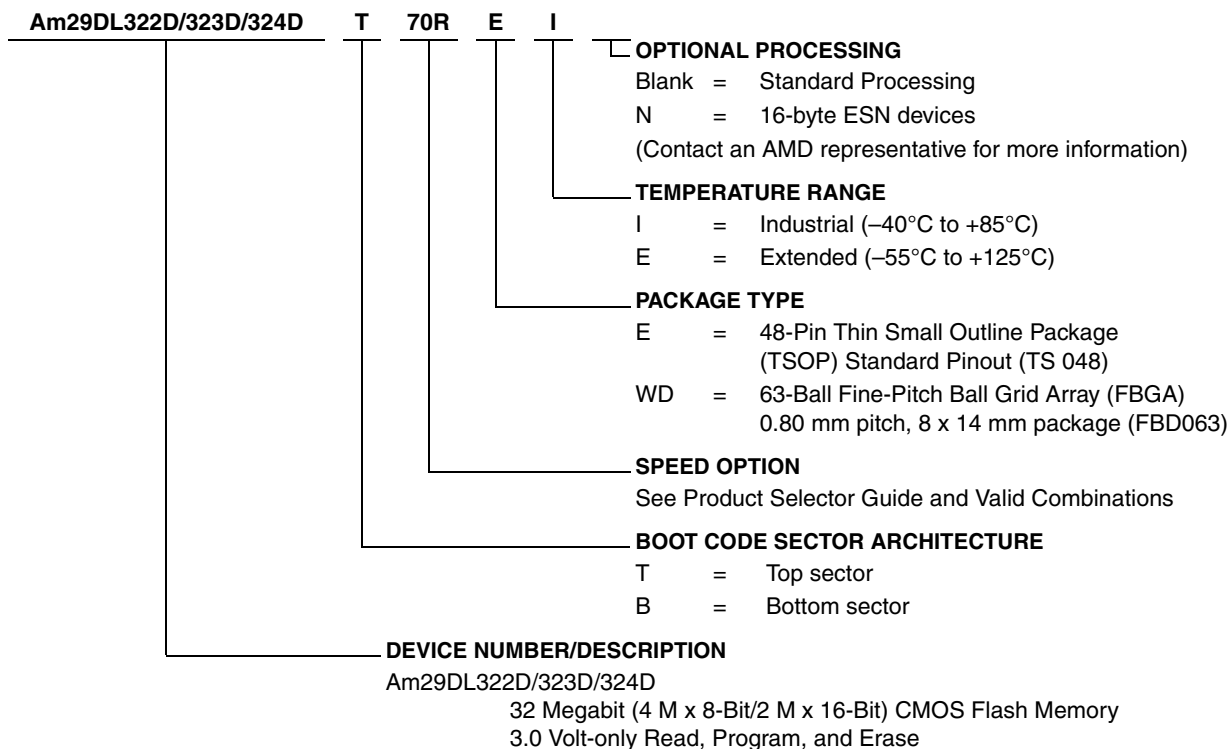 Am29DL322D/323D/324D T 70R E I
OPTIONAL PROCESSING
Blank = Standard Processing
N = 16-byte ESN devices
(Contact an AMD representative for more information)
TEMPERATURE RANGE
I = Industrial (–40°C to +85°C)
E = Extended (–55°C to +125°C)
PACKAGE TYPE
E = 48-Pin Thin Small Outline Package
(TSOP) Standard Pinout (TS 048)
WD = 63-Ball Fine-Pitch Ball Grid Array (FBGA)
0.80 mm pitch, 8 x 14 mm package (FBD063)
SPEED OPTION
See Product Selector Guide and Valid Combinations
BOOT CODE SECTOR ARCHITECTURE
T = Top sector
B = Bottom sector
DEVICE NUMBER/DESCRIPTION
Am29DL322D/323D/324D
32 Megabit (4 M x 8-Bit/2 M x 16-Bit) CMOS Flash Memory
3.0 Volt-only Read, Program, and Erase